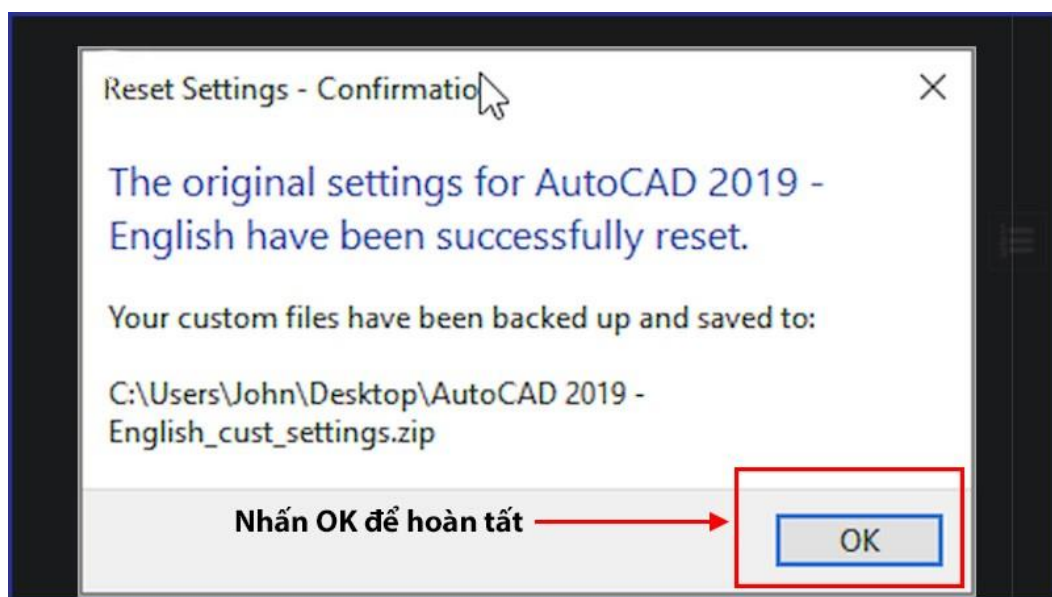 Reset Settings - Confirmatio
The original settings for AutoCAD 2019 -
English have been successfully reset.
Your custom files have been backed up and saved to:
C:\Users\John\Desktop\AutoCAD 2019 -
English_cust_settings.zip
Nhấn OK để hoàn tất
OK